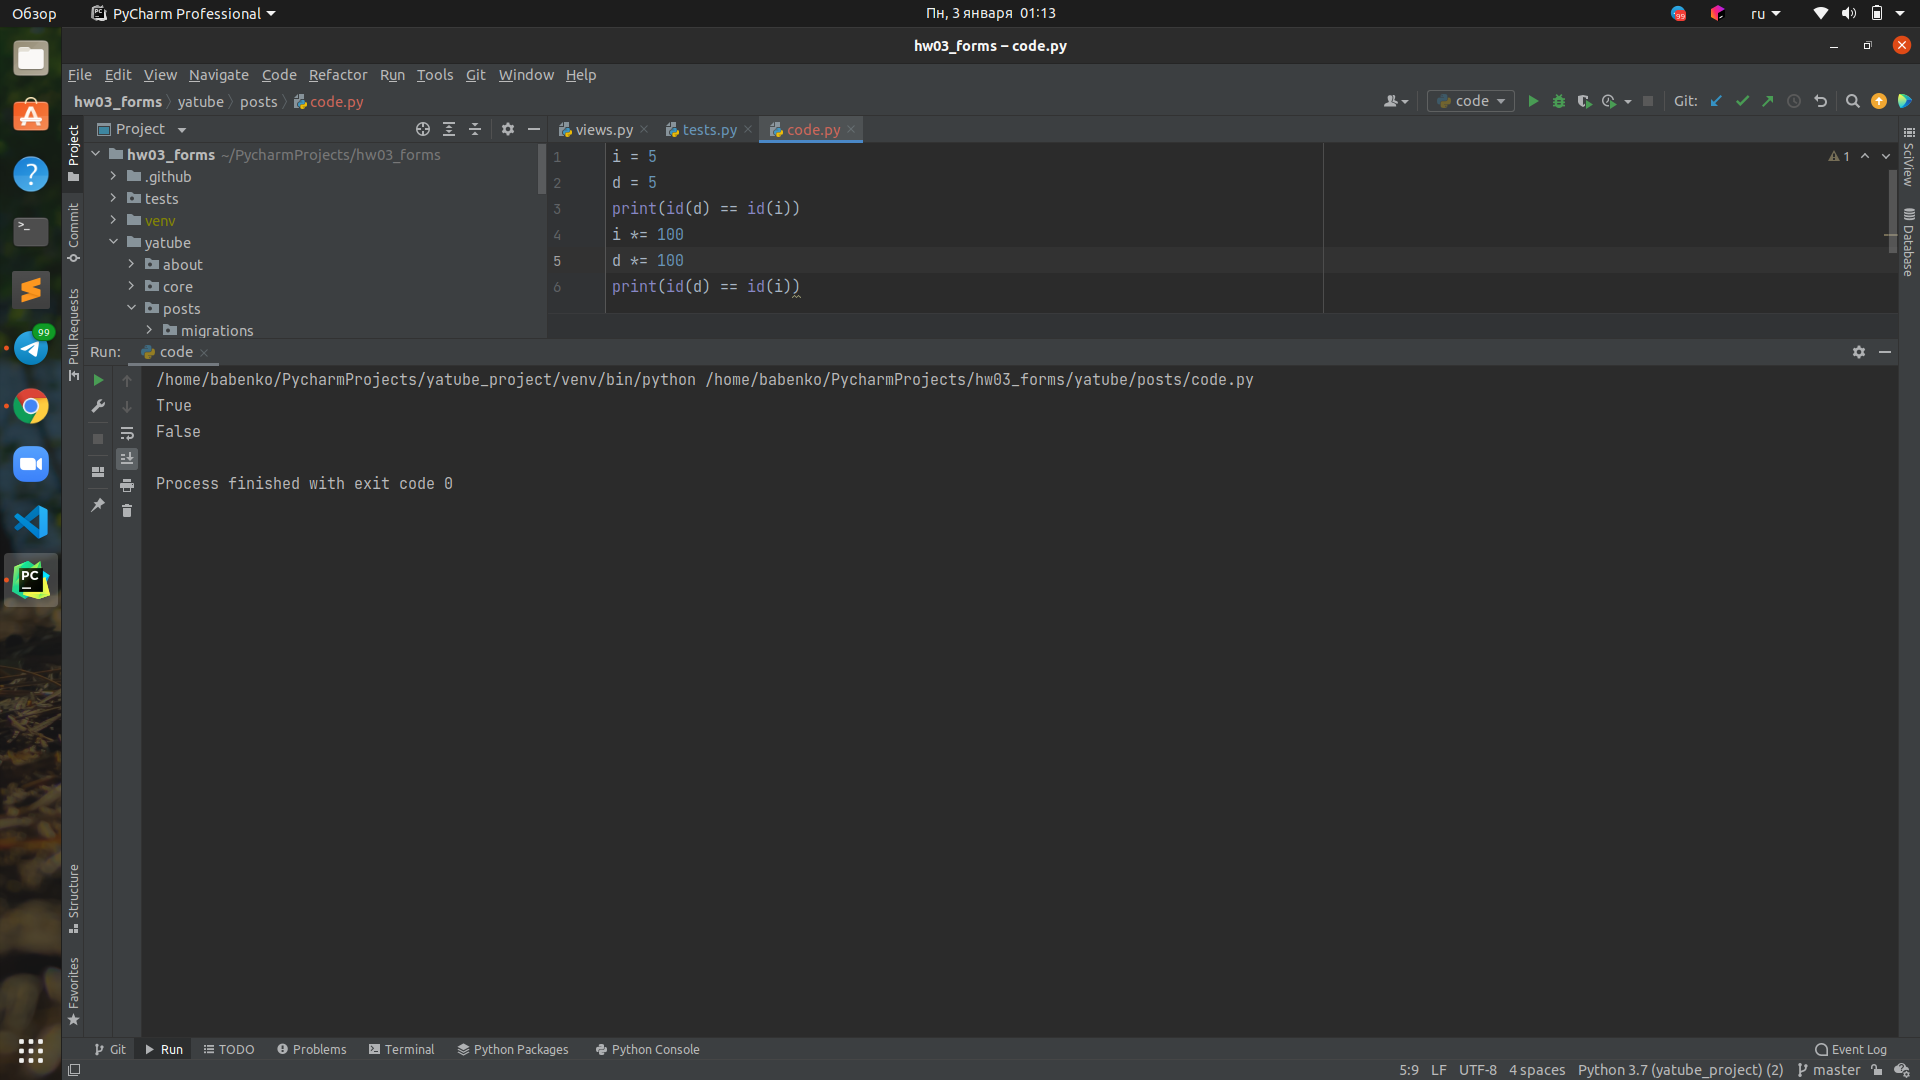 Обзор
PyCharm Professional
Пн, 3 января 01:13
99
ru
hw03_forms – code.py
File Edit View Navigate Code Refactor Run Tools Git Window Help
hw03_forms yatube posts code.py
code
Git:
Project
views.py
tests.py
code.py
hw03_forms ~/PycharmProjects/hw03_forms
.github
tests
venv
yatube
about
core
posts
migrations
1 i = 5
2 d = 5
3 print(id(d) == id(i))
4 i *= 100
5 d *= 100
6 print(id(d) == id(i))
1
Project
Commit
Pull Requests
Structure
Favorites
SciView
Database
99
PC
Run: code
/home/babenko/PycharmProjects/yatube_project/venv/bin/python /home/babenko/PycharmProjects/hw03_forms/yatube/posts/code.py
True
False
Process finished with exit code 0
Git Run TODO Problems Terminal Python Packages Python Console
Event Log
5:9 LF UTF-8 4 spaces Python 3.7 (yatube_project) (2) master